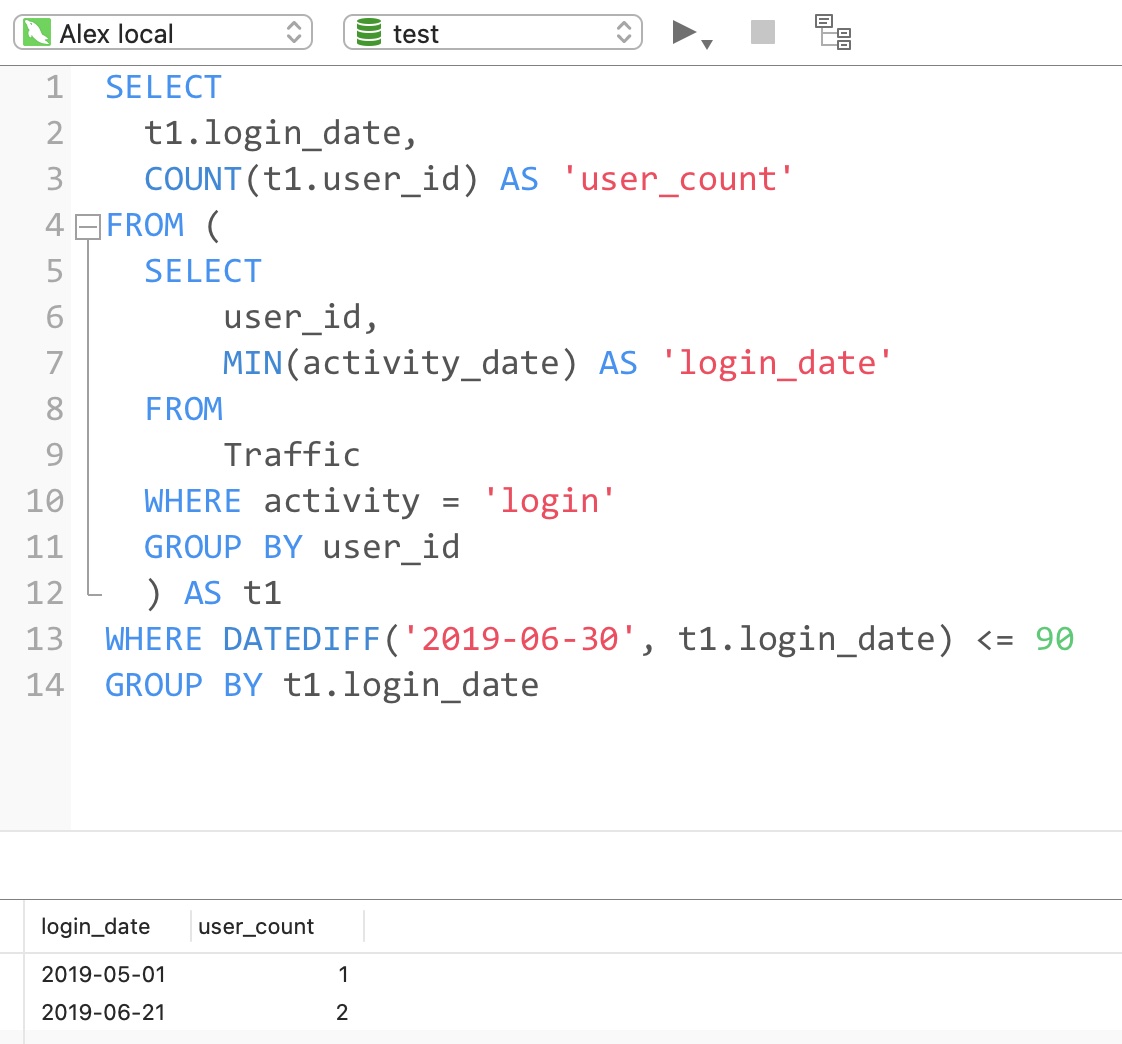 Alex local test
1 SELECT
2 t1.login_date,
3 COUNT(t1.user_id) AS 'user_count'
4 FROM (
5 SELECT
6 user_id,
7 MIN(activity_date) AS 'login_date'
8 FROM
9 Traffic
10 WHERE activity = 'login'
11 GROUP BY user_id
12 ) AS t1
13 WHERE DATEDIFF('2019-06-30', t1.login_date) <= 90
14 GROUP BY t1.login_date
login_date user_count
2019-05-01 1
2019-06-21 2